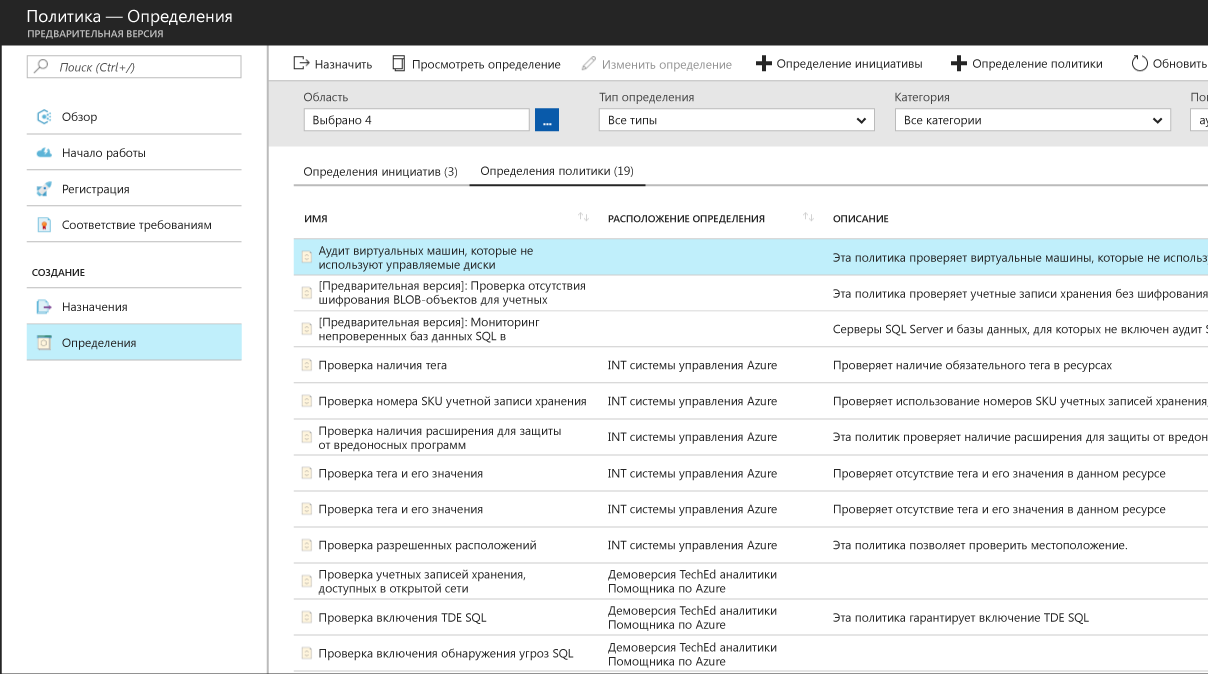 Политика — Определения
ПРЕДВАРИТЕЛЬНАЯ ВЕРСИЯ
Поиск (Ctrl+/)
Обзор
Начало работы
Регистрация
Соответствие требованиям
СОЗДАНИЕ
Назначения
Определения
Назначить
Просмотреть определение
Изменить определение
Определение инициативы
Определение политики
Обновить
Область
Тип определения
Категория
Выбрано 4
...
Все типы
Все категории
Определения инициатив (3)
Определения политики (19)
ИМЯ
РАСПОЛОЖЕНИЕ ОПРЕДЕЛЕНИЯ
ОПИСАНИЕ
Аудит виртуальных машин, которые не
используют управляемые диски
Эта политика проверяет виртуальные машины, которые не
[Предварительная версия]: Проверка отсутствия
шифрования BLOB-объектов для учетных
Эта политика проверяет учетные записи хранения без шифрования
[Предварительная версия]: Мониторинг
непроверенных баз данных SQL в
Серверы SQL Server и базы данных, для которых не включен аудит
Проверка наличия тега
INT системы управления Azure
Проверяет наличие обязательного тега в ресурсах
Проверка номера SKU учетной записи хранения
INT системы управления Azure
Проверяет использование номеров SKU учетных записей хранения,
Проверка наличия расширения для защиты
от вредоносных программ
INT системы управления Azure
Эта политик проверяет наличие расширения для защиты от
Проверка тега и его значения
INT системы управления Azure
Проверяет отсутствие тега и его значения в данном ресурсе
Проверка тега и его значения
INT системы управления Azure
Проверяет отсутствие тега и его значения в данном ресурсе
Проверка разрешенных расположений
INT системы управления Azure
Эта политика позволяет проверить местоположение.
Проверка учетных записей хранения,
доступных в открытой сети
Демоверсия TechEd аналитики
Помощника по Azure
Проверка включения TDE SQL
Демоверсия TechEd аналитики
Помощника по Azure
Эта политика гарантирует включение TDE SQL
Проверка включения обнаружения угроз SQL
Демоверсия TechEd аналитики
Помощника по Azure